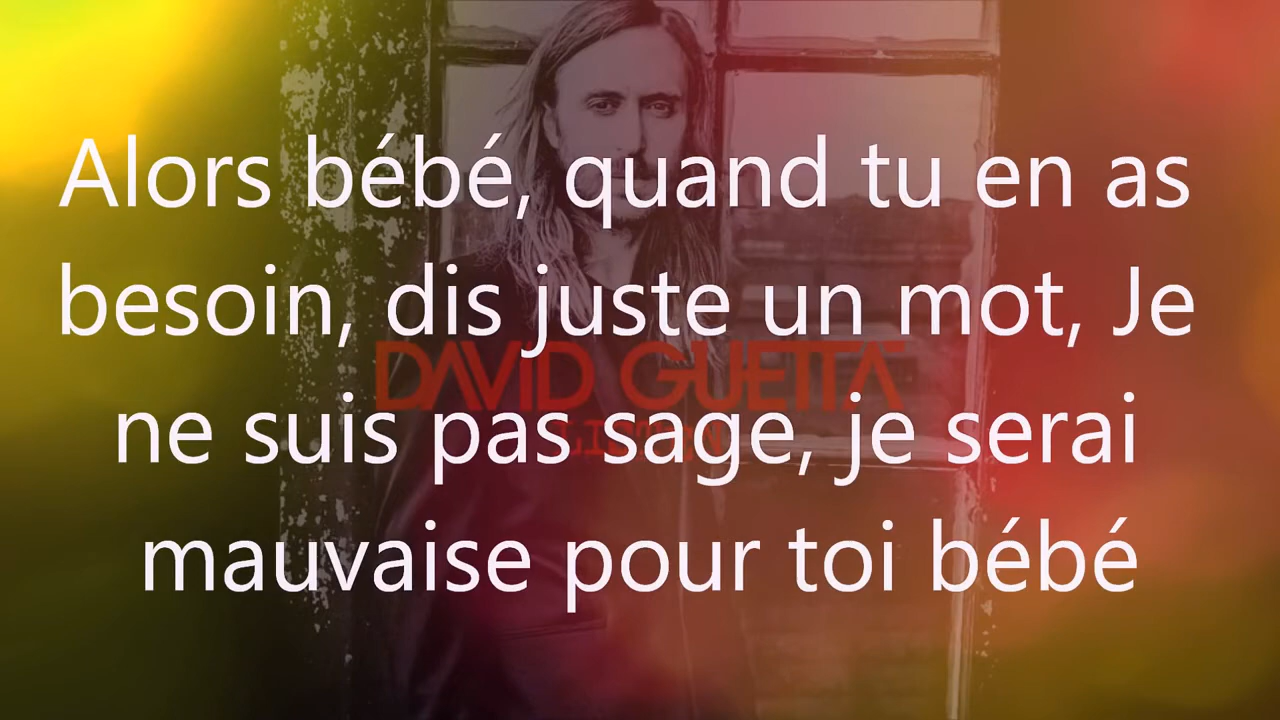 Alors bébé, quand tu en as
besoin, dis juste un mot, Je
DAVID GUETTA
ne suis pas sage, je serai
LISTEN
mauvaise pour toi bébé